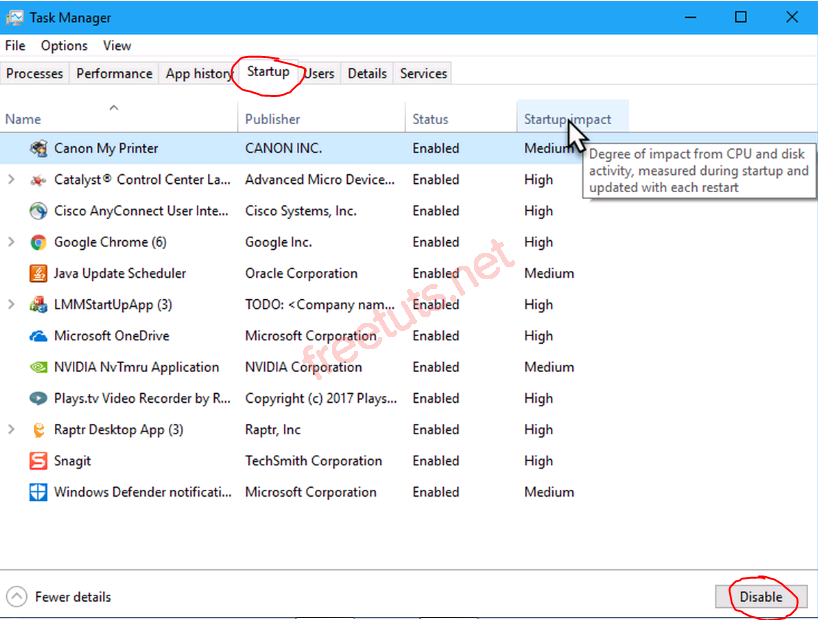 Task Manager
File Options View
Processes Performance App history Startup Users Details Services
Name Publisher Status Startup impact
Canon My Printer CANON INC. Enabled Medium
Degree of impact from CPU and disk
activity, measured during startup and
updated with each restart
Catalyst® Control Center La... Advanced Micro Device... Enabled High
Cisco AnyConnect User Inte... Cisco Systems, Inc. Enabled High
Google Chrome (6) Google Inc. Enabled High
Java Update Scheduler Oracle Corporation Enabled Medium
LMMStartUpApp (3) TODO: <Company nam... Enabled High
Microsoft OneDrive Microsoft Corporation Enabled High
NVIDIA NvTmru Application NVIDIA Corporation Enabled Medium
Plays.tv Video Recorder by R... Copyright (c) 2017 Plays... Enabled High
Raptr Desktop App (3) Raptr, Inc Enabled High
Snagit TechSmith Corporation Enabled High
Windows Defender notificati... Microsoft Corporation Enabled Medium
freetuts.net
Fewer details Disable